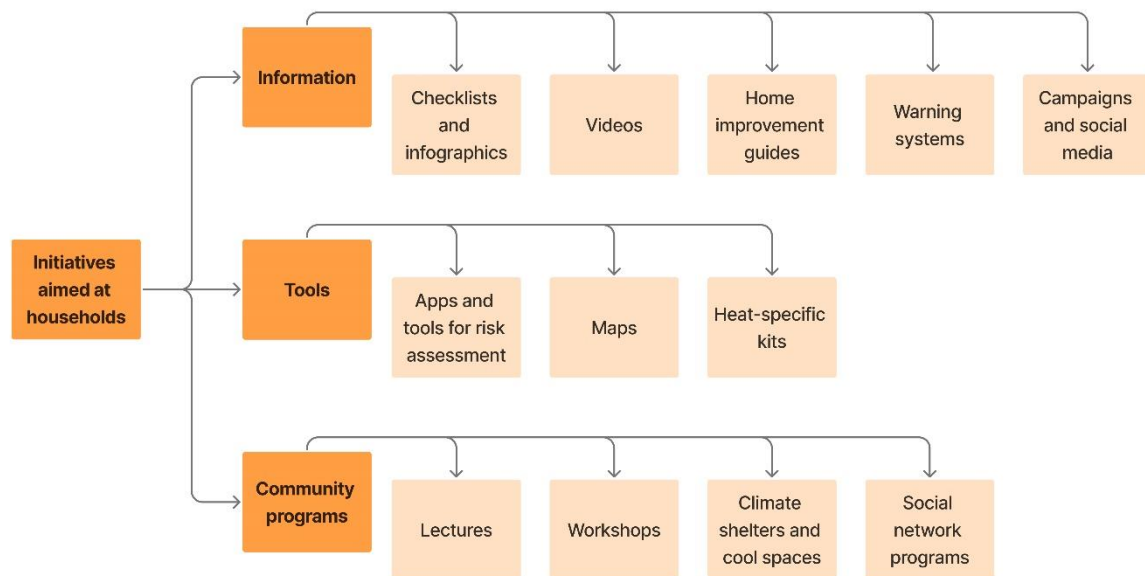 Information
Checklists
and
infographics
Videos
Home
improvement
guides
Warning
systems
Campaigns
and social
media
Initiatives
aimed at
households
Tools
Apps and
tools for risk
assessment
Maps
Heat-specific
kits
Community
programs
Lectures
Workshops
Climate
shelters and
cool spaces
Social
network
programs